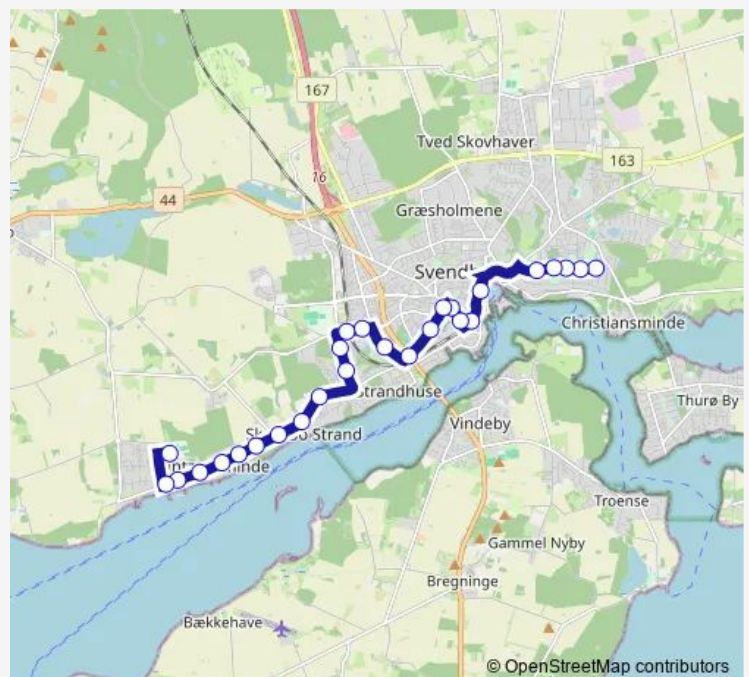 167
Tved Skovhaver
163
16
44
Græsholmene
Svend
Christiansminde
Strandhuse
Thurø By
Vindeby
Strand
Troense
Gammel Nyby
Bregninge
Bækkehave
© OpenStreetMap contributors